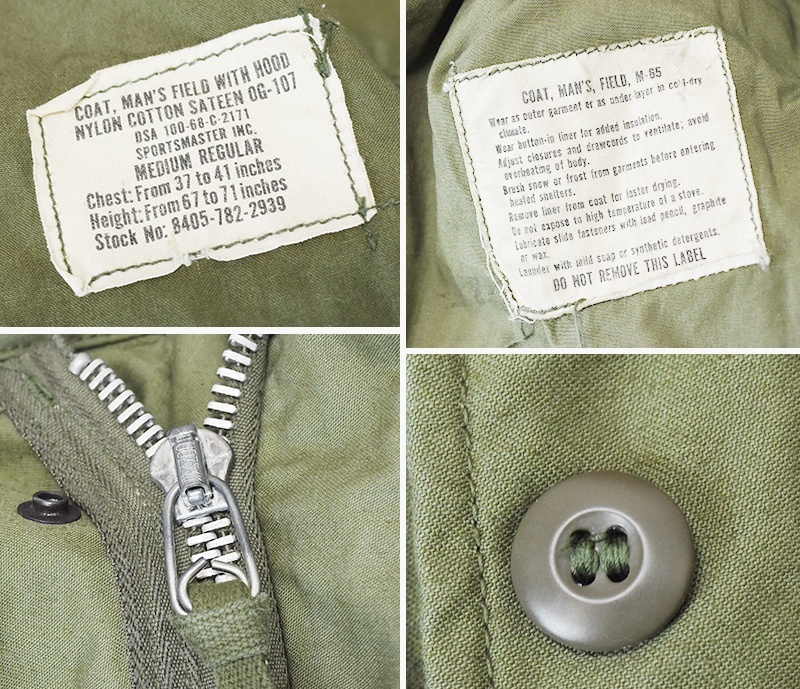 COAT, MAN'S FIELD WITH HOOD
NYLON COTTON SATEEN OG-107
DSA 100-68-C-2171
SPORTSMASTER INC.
MEDIUM REGULAR
Chest: From 37 to 41 inches
Height: From 67 to 71 inches
Stock No: 8405-782-2939
COAT, MAN'S, FIELD, M-65
Wear as outer garment or as under-layer in cold-dry
climate.
Wear button-in liner for added insulation.
Adjust closures and drawcords to ventilate; avoid
overheating of body.
Brush snow or frost from garments before entering
heated shelters.
Remove liner from coat for faster drying.
Do not expose to high temperature of a stove.
Lubricate slide fasteners with lead pencil, graphite
or wax.
Launder with mild soap or synthetic detergents.
DO NOT REMOVE THIS LABEL